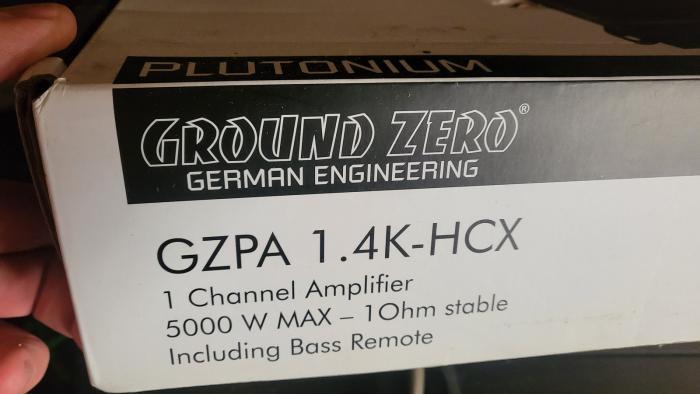 PLUTONIUM
GROUND ZERO®
GERMAN ENGINEERING
GZPA 1.4K-HCX
1 Channel Amplifier
5000 W MAX – 1Ohm stable
Including Bass Remote